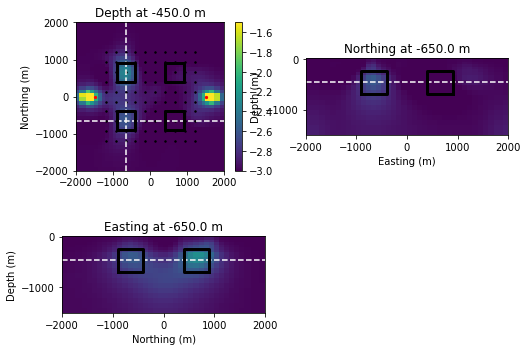 Depth at -450.0 m
2000
1000
0
−1000
−2000
Northing (m)
−2000 −1000 0 1000 2000
−1.6
−1.8
−2.0
−2.2
−2.4
−2.6
−2.8
−3.0
Northing at -650.0 m
Depth (m)
0
−1000
−2000 −1000 0 1000 2000
Easting (m)
Easting at -650.0 m
Depth (m)
0
−1000
−2000 −1000 0 1000 2000
Northing (m)